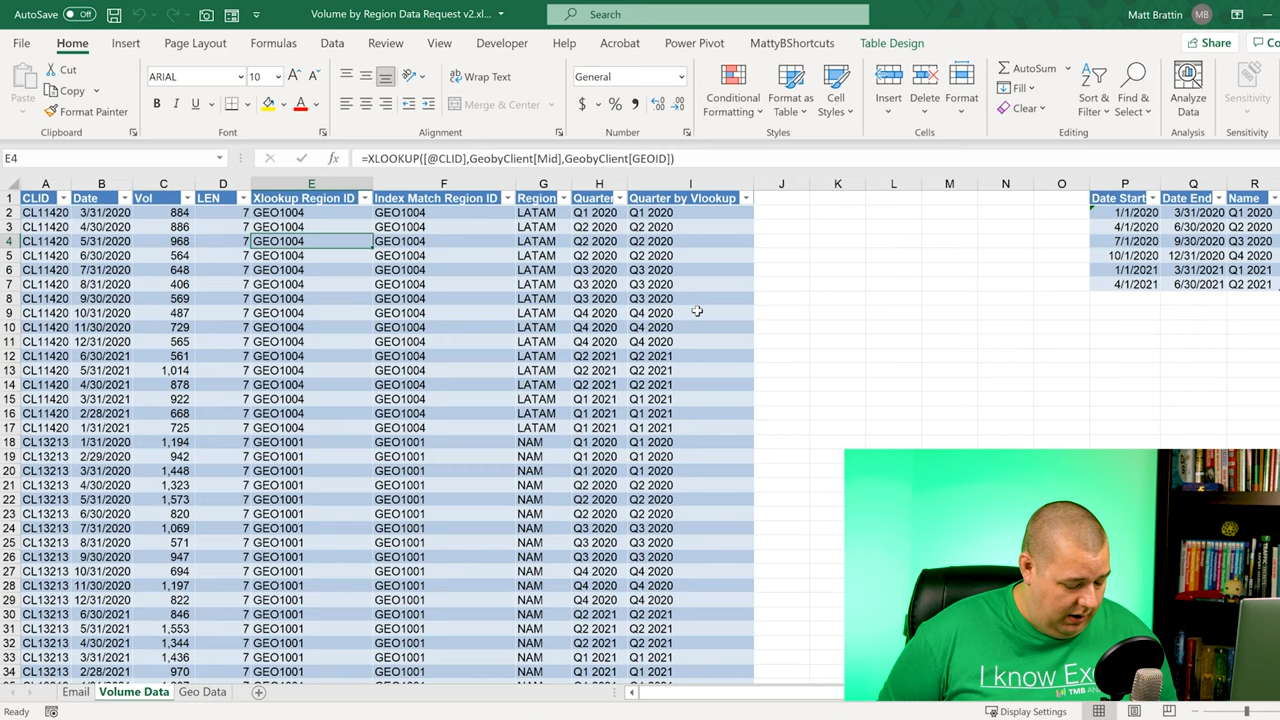 AutoSave Off Volume by Region Data Request v2.xl... Search Matt Brattin MB
File Home Insert Page Layout Formulas Data Review View Developer Help Acrobat Power Pivot MattyBShortcuts Table Design Share Co
Paste Cut Copy Format Painter ARIAL 10 Wrap Text Merge & Center General Conditional Formatting Format as Table Cell Styles Insert Delete Format AutoSum Fill Clear Sort & Filter Find & Select Analyze Data Sensitivity
Clipboard Font Alignment Number Styles Cells Editing Analysis Sensitivity
E4 fx =XLOOKUP([@CLID],GeobyClient[Mid],GeobyClient[GEOID])
A B C D E F G H I J K L M N O P Q R
1 CLID Date Vol LEN Xlookup Region ID Index Match Region ID Region Quarter Quarter by Vlookup Date Start Date End Name
2 CL11420 3/31/2020 884 7 GEO1004 GEO1004 LATAM Q1 2020 Q1 2020 1/1/2020 3/31/2020 Q1 2020
3 CL11420 4/30/2020 886 7 GEO1004 GEO1004 LATAM Q2 2020 Q2 2020 4/1/2020 6/30/2020 Q2 2020
4 CL11420 5/31/2020 968 7 GEO1004 GEO1004 LATAM Q2 2020 Q2 2020 7/1/2020 9/30/2020 Q3 2020
5 CL11420 6/30/2020 564 7 GEO1004 GEO1004 LATAM Q2 2020 Q2 2020 10/1/2020 12/31/2020 Q4 2020
6 CL11420 7/31/2020 648 7 GEO1004 GEO1004 LATAM Q3 2020 Q3 2020 1/1/2021 3/31/2021 Q1 2021
7 CL11420 8/31/2020 406 7 GEO1004 GEO1004 LATAM Q3 2020 Q3 2020 4/1/2021 6/30/2021 Q2 2021
8 CL11420 9/30/2020 569 7 GEO1004 GEO1004 LATAM Q3 2020 Q3 2020
9 CL11420 10/31/2020 487 7 GEO1004 GEO1004 LATAM Q4 2020 Q4 2020
10 CL11420 11/30/2020 729 7 GEO1004 GEO1004 LATAM Q4 2020 Q4 2020
11 CL11420 12/31/2020 565 7 GEO1004 GEO1004 LATAM Q4 2020 Q4 2020
12 CL11420 6/30/2021 561 7 GEO1004 GEO1004 LATAM Q2 2021 Q2 2021
13 CL11420 5/31/2021 1,014 7 GEO1004 GEO1004 LATAM Q2 2021 Q2 2021
14 CL11420 4/30/2021 878 7 GEO1004 GEO1004 LATAM Q2 2021 Q2 2021
15 CL11420 3/31/2021 922 7 GEO1004 GEO1004 LATAM Q1 2021 Q1 2021
16 CL11420 2/28/2021 668 7 GEO1004 GEO1004 LATAM Q1 2021 Q1 2021
17 CL11420 1/31/2021 725 7 GEO1004 GEO1004 LATAM Q1 2021 Q1 2021
18 CL13213 1/31/2020 1,194 7 GEO1001 GEO1001 NAM Q1 2020 Q1 2020
19 CL13213 2/29/2020 942 7 GEO1001 GEO1001 NAM Q1 2020 Q1 2020
20 CL13213 3/31/2020 1,448 7 GEO1001 GEO1001 NAM Q1 2020 Q1 2020
21 CL13213 4/30/2020 1,323 7 GEO1001 GEO1001 NAM Q2 2020 Q2 2020
22 CL13213 5/31/2020 1,573 7 GEO1001 GEO1001 NAM Q2 2020 Q2 2020
23 CL13213 6/30/2020 820 7 GEO1001 GEO1001 NAM Q2 2020 Q2 2020
24 CL13213 7/31/2020 1,069 7 GEO1001 GEO1001 NAM Q3 2020 Q3 2020
25 CL13213 8/31/2020 571 7 GEO1001 GEO1001 NAM Q3 2020 Q3 2020
26 CL13213 9/30/2020 947 7 GEO1001 GEO1001 NAM Q3 2020 Q3 2020
27 CL13213 10/31/2020 694 7 GEO1001 GEO1001 NAM Q4 2020 Q4 2020
28 CL13213 11/30/2020 1,197 7 GEO1001 GEO1001 NAM Q4 2020 Q4 2020
29 CL13213 12/31/2020 822 7 GEO1001 GEO1001 NAM Q4 2020 Q4 2020
30 CL13213 6/30/2021 846 7 GEO1001 GEO1001 NAM Q2 2021 Q2 2021
31 CL13213 5/31/2021 1,553 7 GEO1001 GEO1001 NAM Q2 2021 Q2 2021
32 CL13213 4/30/2021 1,344 7 GEO1001 GEO1001 NAM Q2 2021 Q2 2021
33 CL13213 3/31/2021 1,436 7 GEO1001 GEO1001 NAM Q1 2021 Q1 2021
34 CL13213 2/28/2021 970 7 GEO1001 GEO1001 NAM Q1 2021 Q1 2021
I know Ex
TMB AN
Email Volume Data Geo Data
Ready Display Settings